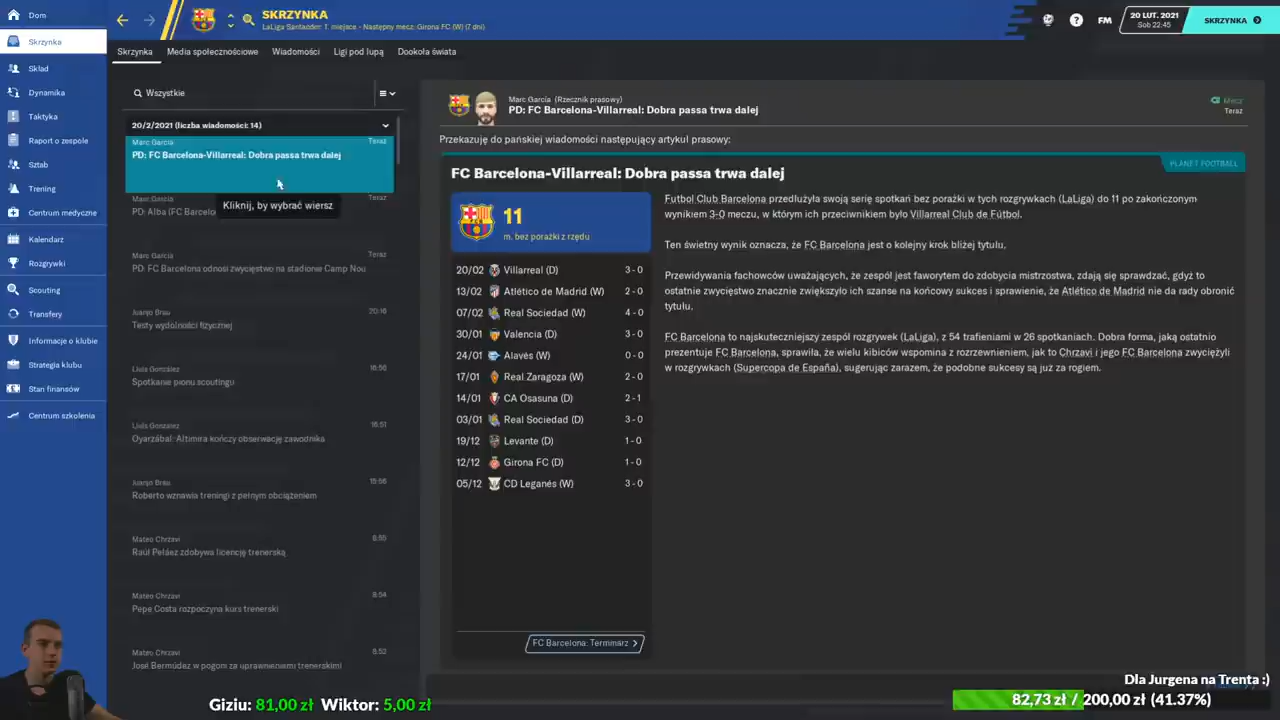 Dom
Skrzynka
Skład
Dynamika
Taktyka
Raport o zespole
Sztab
Trening
Centrum medyczne
Kalendarz
Rozgrywki
Scouting
Transfery
Informacje o klubie
Strategia klubu
Stan finansów
Centrum szkolenia
SKRZYNKA
LaLiga Santander: 1. miejsce - Następny mecz: Girona FC (W) (7 dni)
FM
20 LUT. 2021
Sob 22:45
SKRZYNKA
Skrzynka Media społecznościowe Wiadomości Ligi pod lupą Dookoła świata
Wszystkie
20/2/2021 (liczba wiadomości: 14)
Marc García Teraz
PD: FC Barcelona-Villarreal: Dobra passa trwa dalej
Marc García Teraz
PD: Alba (FC Barcelo
Kliknij, by wybrać wiersz
Marc García Teraz
PD: FC Barcelona odnosi zwycięstwo na stadionie Camp Nou
Juanjo Brau 20:16
Testy wydolności fizycznej
Lluís González 16:56
Spotkanie pionu scoutingu
Lluís González 16:51
Oyarzábal: Altimira kończy obserwację zawodnika
Juanjo Brau 15:56
Roberto wznawia treningi z pełnym obciążeniem
Mateo Chrzavi 8:55
Raúl Peláez zdobywa licencję trenerską
Mateo Chrzavi 8:54
Pepe Costa rozpoczyna kurs trenerski
Mateo Chrzavi 8:52
José Bermúdez w pogoni za uprawnieniami trenerskimi
Marc García (Rzecznik prasowy)
PD: FC Barcelona-Villarreal: Dobra passa trwa dalej
Mecz
Teraz
Przekazuję do pańskiej wiadomości następujący artykuł prasowy:
PLANET FOOTBALL
FC Barcelona-Villarreal: Dobra passa trwa dalej
11
m. bez porażki z rzędu
20/02 Villarreal (D) 3 - 0
13/02 Atlético de Madrid (W) 2 - 0
07/02 Real Sociedad (W) 4 - 0
30/01 Valencia (D) 3 - 0
24/01 Alavés (W) 0 - 0
17/01 Real Zaragoza (W) 2 - 0
14/01 CA Osasuna (D) 2 - 1
03/01 Real Sociedad (D) 3 - 0
19/12 Levante (D) 1 - 0
12/12 Girona FC (D) 1 - 0
05/12 CD Leganés (W) 3 - 0
FC Barcelona: Terminarz
Futbol Club Barcelona przedłużyła swoją serię spotkań bez porażki w tych rozgrywkach (LaLiga) do 11 po zakończonym
wynikiem 3-0 meczu, w którym ich przeciwnikiem było Villarreal Club de Fútbol.
Ten świetny wynik oznacza, że FC Barcelona jest o kolejny krok bliżej tytułu.
Przewidywania fachowców uważających, że zespół jest faworytem do zdobycia mistrzostwa, zdają się sprawdzać, gdyż to
ostatnie zwycięstwo znacznie zwiększyło ich szanse na końcowy sukces i sprawienie, że Atlético de Madrid nie da rady obronić
tytułu.
FC Barcelona to najskuteczniejszy zespół rozgrywek (LaLiga), z 54 trafieniami w 26 spotkaniach. Dobra forma, jaką ostatnio
prezentuje FC Barcelona, sprawiła, że wielu kibiców wspomina z rozrzewnieniem, jak to Chrzavi i jego FC Barcelona zwyciężyli
w rozgrywkach (Supercopa de España), sugerując zarazem, że podobne sukcesy są już za rogiem.
Dla Jurgena na Trenta :)
Giziu: 81,00 zł Wiktor: 5,00 zł
82,73 zł / 200,00 zł (41.37%)